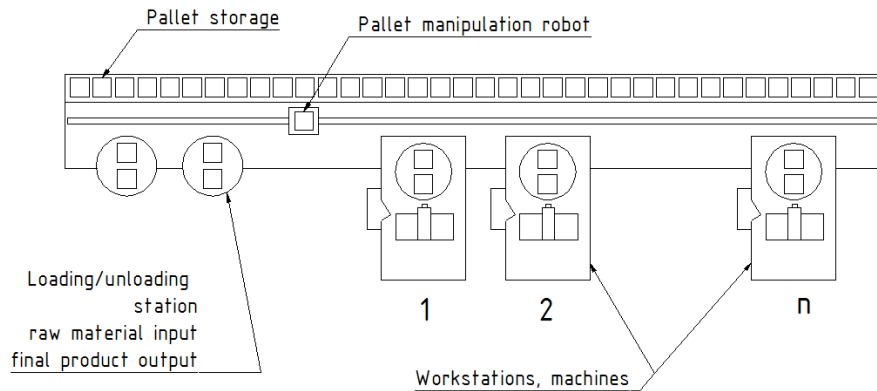 Pallet storage
Pallet manipulation robot
Loading/unloading
station
raw material input
final product output
1
2
n
Workstations, machines